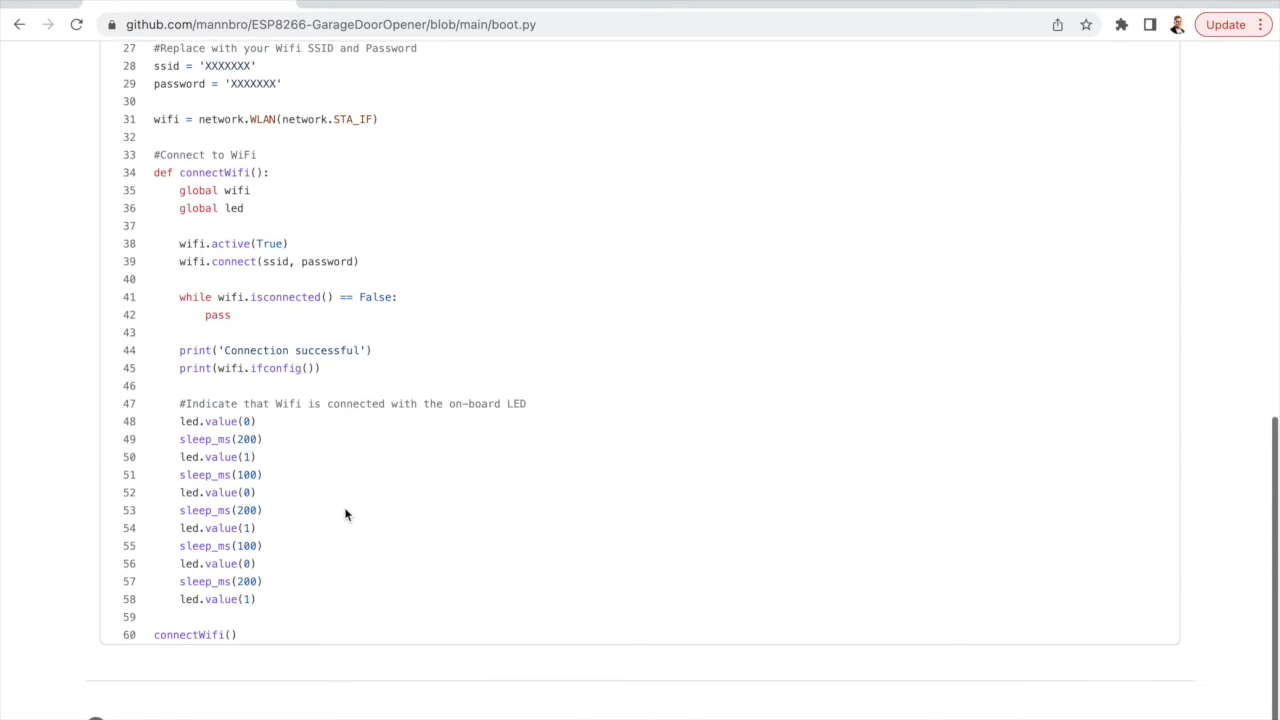 github.com/mannbro/ESP8266-GarageDoorOpener/blob/main/boot.py
Update
27 #Replace with your Wifi SSID and Password
28 ssid = 'XXXXXXX'
29 password = 'XXXXXXX'
30
31 wifi = network.WLAN(network.STA_IF)
32
33 #Connect to WiFi
34 def connectWifi():
35     global wifi
36     global led
37
38     wifi.active(True)
39     wifi.connect(ssid, password)
40
41     while wifi.isconnected() == False:
42         pass
43
44     print('Connection successful')
45     print(wifi.ifconfig())
46
47     #Indicate that Wifi is connected with the on-board LED
48     led.value(0)
49     sleep_ms(200)
50     led.value(1)
51     sleep_ms(100)
52     led.value(0)
53     sleep_ms(200)
54     led.value(1)
55     sleep_ms(100)
56     led.value(0)
57     sleep_ms(200)
58     led.value(1)
59
60 connectWifi()